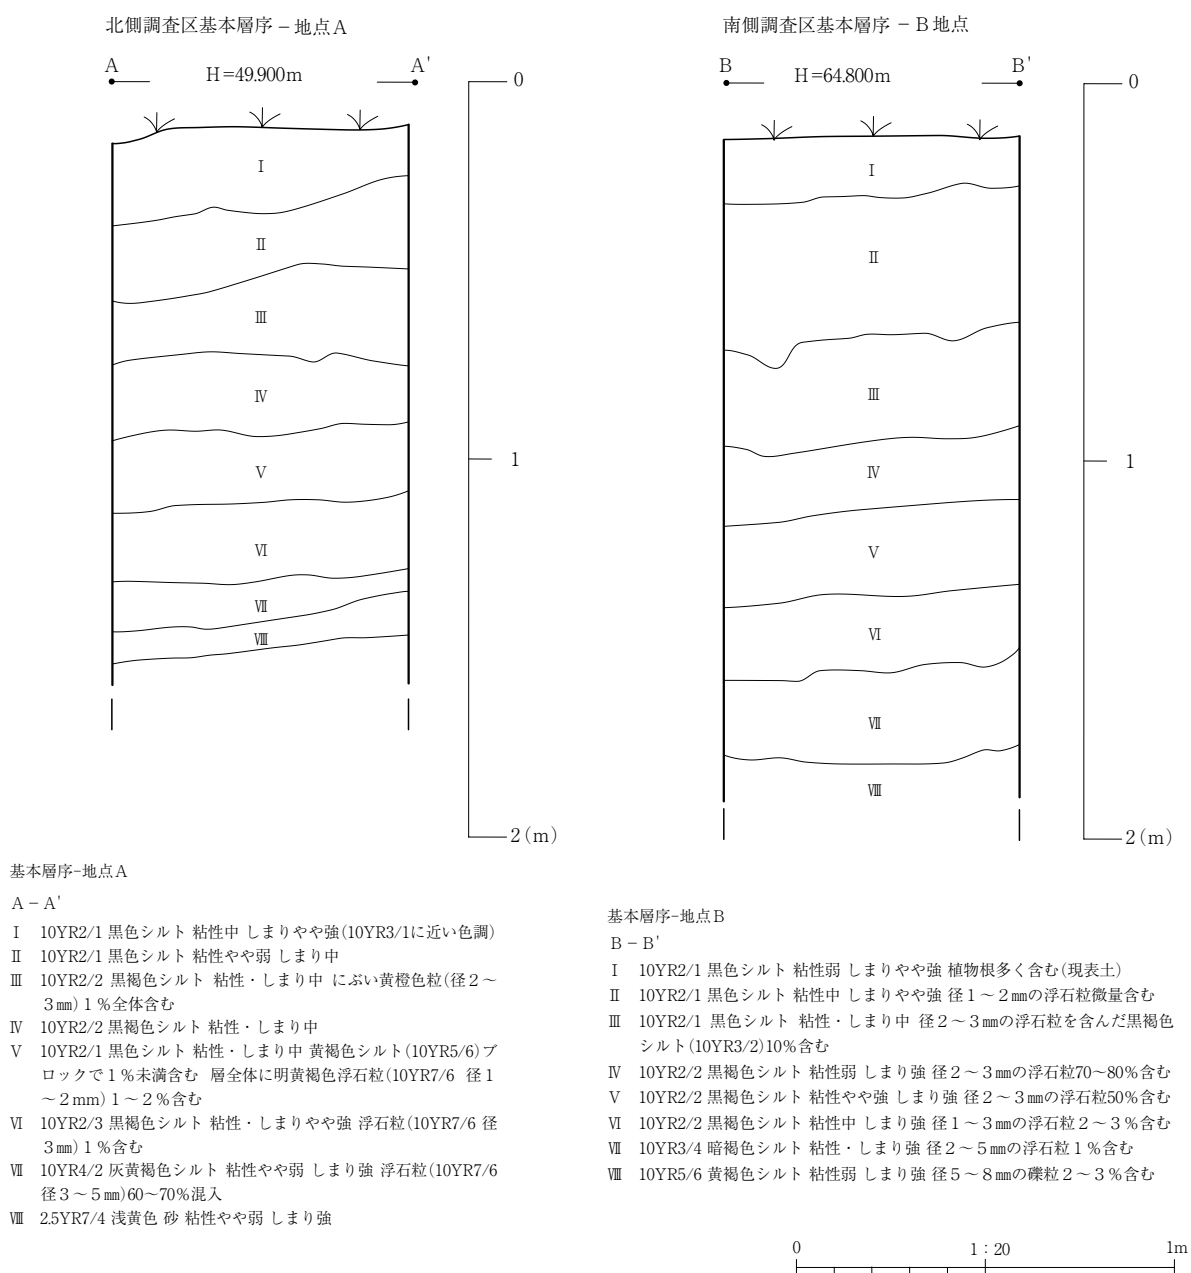 北側調査区基本層序－地点A
A
H=49.900m
A'
0
Ⅰ
Ⅱ
Ⅲ
Ⅳ
Ⅴ
Ⅵ
Ⅶ
Ⅷ
1
2(m)
南側調査区基本層序 －B地点
B
H=64.800m
B'
0
Ⅰ
Ⅱ
Ⅲ
Ⅳ
Ⅴ
Ⅵ
Ⅶ
Ⅷ
1
2(m)
基本層序-地点A
A－A'
Ⅰ 10YR2/1 黒色シルト 粘性中 しまりやや強(10YR3/1に近い色調)
Ⅱ 10YR2/1 黒色シルト 粘性やや弱 しまり中
Ⅲ 10YR2/2 黒褐色シルト 粘性・しまり中 にぶい黄橙色粒(径２～
３㎜)１%全体含む
Ⅳ 10YR2/2 黒褐色シルト 粘性・しまり中
Ⅴ 10YR2/1 黒色シルト 粘性・しまり中 黄褐色シルト(10YR5/6)ブ
ロックで１%未満含む 層全体に明黄褐色浮石粒(10YR7/6 径１
～２mm)１～２%含む
Ⅵ 10YR2/3 黒褐色シルト 粘性・しまりやや強 浮石粒(10YR7/6 径
３㎜)１%含む
Ⅶ 10YR4/2 灰黄褐色シルト 粘性やや弱 しまり強 浮石粒(10YR7/6
径３～５㎜)60～70%混入
Ⅷ 2.5YR7/4 浅黄色 砂 粘性やや弱 しまり強
基本層序-地点B
B－B'
Ⅰ 10YR2/1 黒色シルト 粘性弱 しまりやや強 植物根多く含む(現表土)
Ⅱ 10YR2/1 黒色シルト 粘性中 しまりやや強 径１～２㎜の浮石粒微量含む
Ⅲ 10YR2/1 黒色シルト 粘性・しまり中 径２～３㎜の浮石粒を含んだ黒褐色
シルト(10YR3/2)10%含む
Ⅳ 10YR2/2 黒褐色シルト 粘性弱 しまり強 径２～３㎜の浮石粒70～80%含む
Ⅴ 10YR2/2 黒褐色シルト 粘性やや強 しまり強 径２～３㎜の浮石粒50%含む
Ⅵ 10YR2/2 黒褐色シルト 粘性中 しまり強 径１～３㎜の浮石粒２～３%含む
Ⅶ 10YR3/4 暗褐色シルト 粘性・しまり強 径２～５㎜の浮石粒１%含む
Ⅷ 10YR5/6 黄褐色シルト 粘性弱 しまり強 径５～８㎜の礫粒２～３%含む
0 1：20 1m